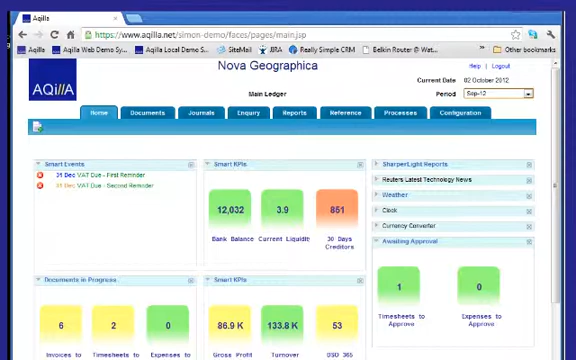 Aqilla
https://www.aqilla.net/simon-demo/faces/pages/main.jsp
Aqilla
Aqilla Web Demo Sy...
Aqilla Local Demo S...
SiteMail
JIRA
Really Simple CRM
Belkin Router @ Wat...
»
Other bookmarks
AQilla
Nova Geographica
Help | Logout
Current Date 02 October 2012
Main Ledger
Period Sep-12
Home Documents Journals Enquiry Reports Reference Processes Configuration
Smart Events
31 Dec VAT Due - First Reminder
31 Dec VAT Due - Second Reminder
Smart KPIs
12,032 3.9 851
Bank Balance Current Liquidity 30 Days
Creditors
SharperLight Reports
Reuters Latest Technology News
Weather
Clock
Currency Converter
Awaiting Approval
1 0
Timesheets to Expenses to
Approve Approve
Documents in Progress
6 2 0
Invoices to Timesheets to Expenses to
Smart KPIs
86.9 K 133.8 K 53
Gross Profit Turnover DSO 365